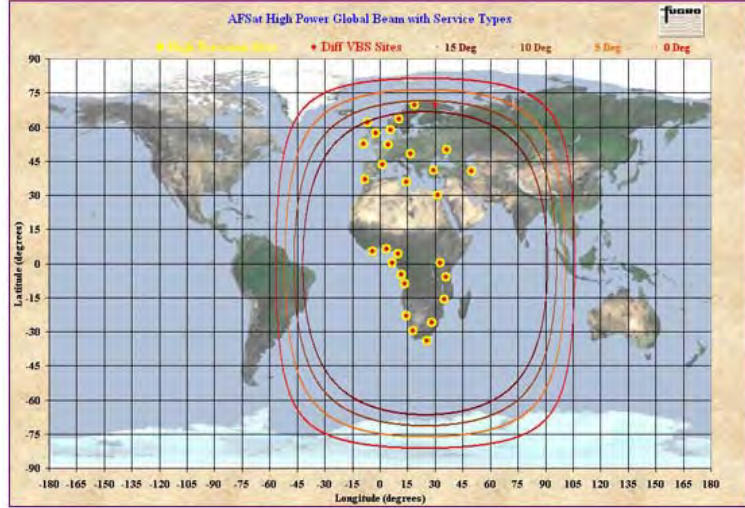 AFSat High Power Global Beam with Service Types
fugro
Diff VBS Sites 15 Deg 10 Deg 5 Deg 0 Deg
90
75
60
45
30
15
0
-15
-30
-45
-60
-75
-90
Latitude (degrees)
-180 -165 -150 -135 -120 -105 -90 -75 -60 -45 -30 -15 0 15 30 45 60 75 90 105 120 135 150 165 180
Longitude (degrees)